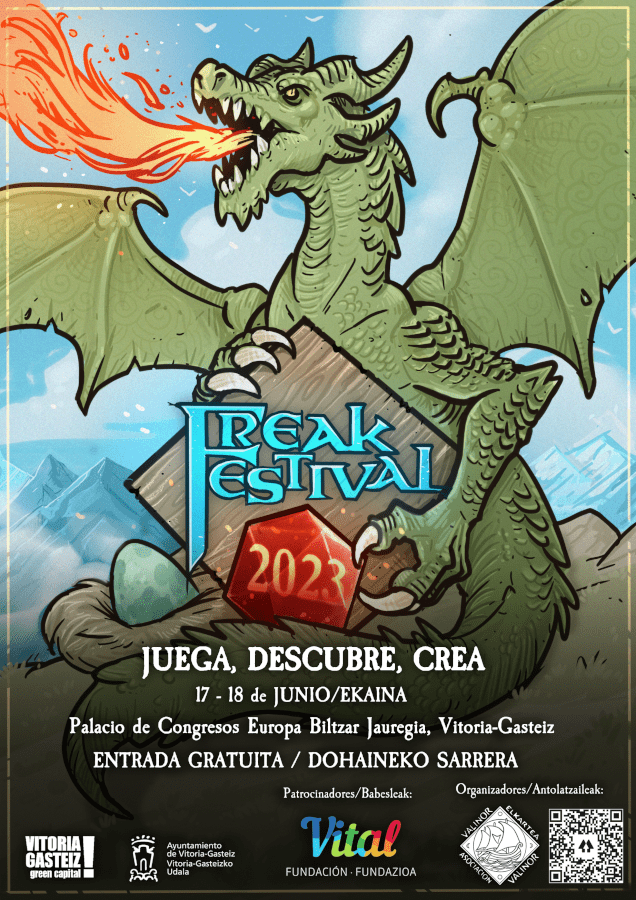 FREAK
FESTIVAL
2023
JUEGA, DESCUBRE, CREA
17 - 18 de JUNIO/EKAINA
Palacio de Congresos Europa Biltzar Jauregia, Vitoria-Gasteiz
ENTRADA GRATUITA / DOHAINEKO SARRERA
Patrocinadores/Babesleak:
Organizadores/Antolatzaileak:
VITORIA
GASTEIZ!
green capital
Ayuntamiento
de Vitoria-Gasteiz
Vitoria-Gasteizko
Udala
Vital
FUNDACIÓN · FUNDAZIOA
VALINOR ELKARTEA
ASOCIACIÓN VALINOR